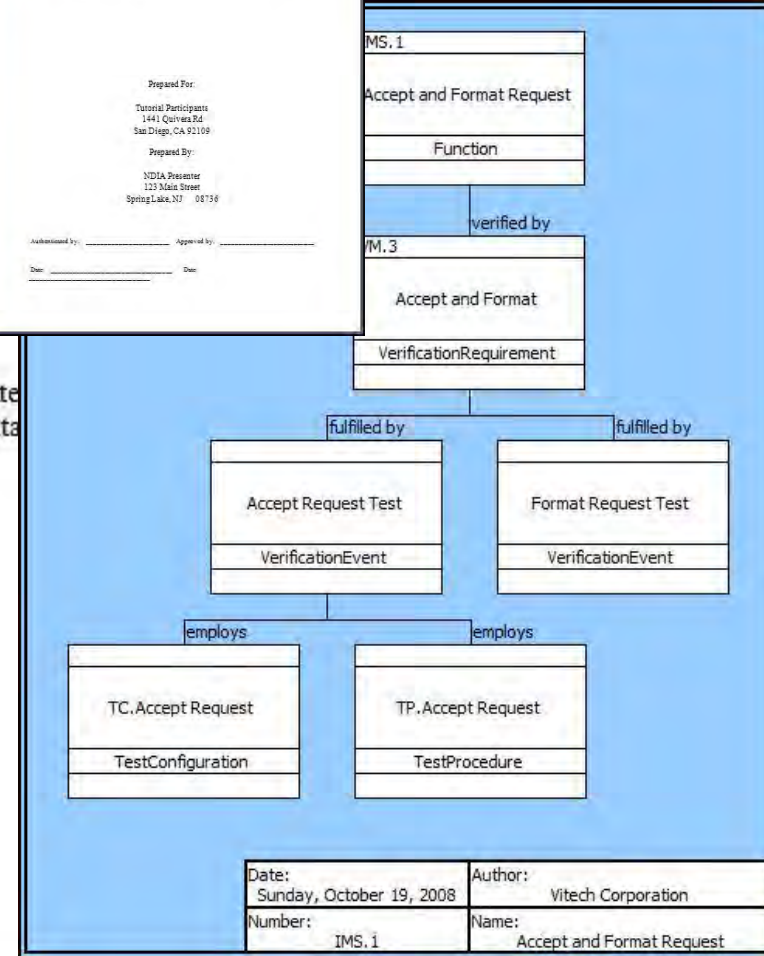 Prepared For:
Tutorial Participants
1441 Quivera Rd
San Diego, CA 92109
Prepared By:
NDIA Presenter
123 Main Street
Spring Lake, NJ 08736
Authenticated by: Approved by:
Date: Date:
MS.1
Accept and Format Request
Function
verified by
M.3
Accept and Format
VerificationRequirement
fulfilled by fulfilled by
Accept Request Test Format Request Test
VerificationEvent VerificationEvent
employs employs
TC.Accept Request TP.Accept Request
TestConfiguration TestProcedure
Date: Author:
Sunday, October 19, 2008 Vitech Corporation
Number: Name:
IMS.1 Accept and Format Request